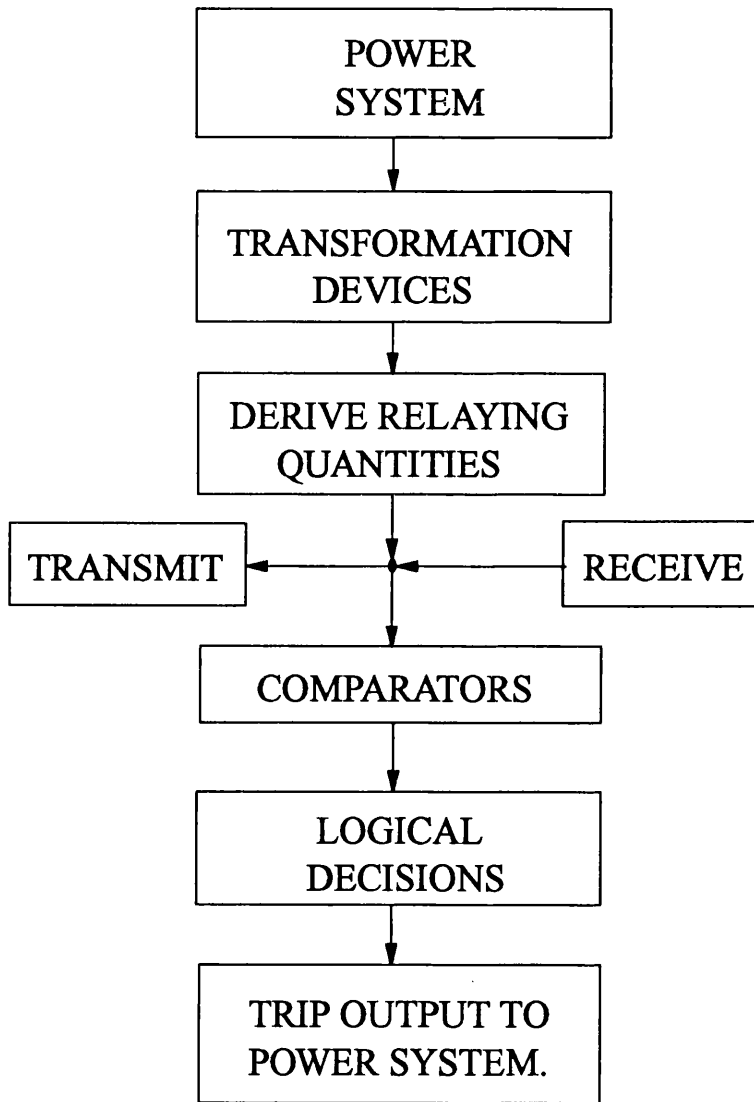 POWER
SYSTEM
TRANSFORMATION
DEVICES
DERIVE RELAYING
QUANTITIES
TRANSMIT
RECEIVE
COMPARATORS
LOGICAL
DECISIONS
TRIP OUTPUT TO
POWER SYSTEM.